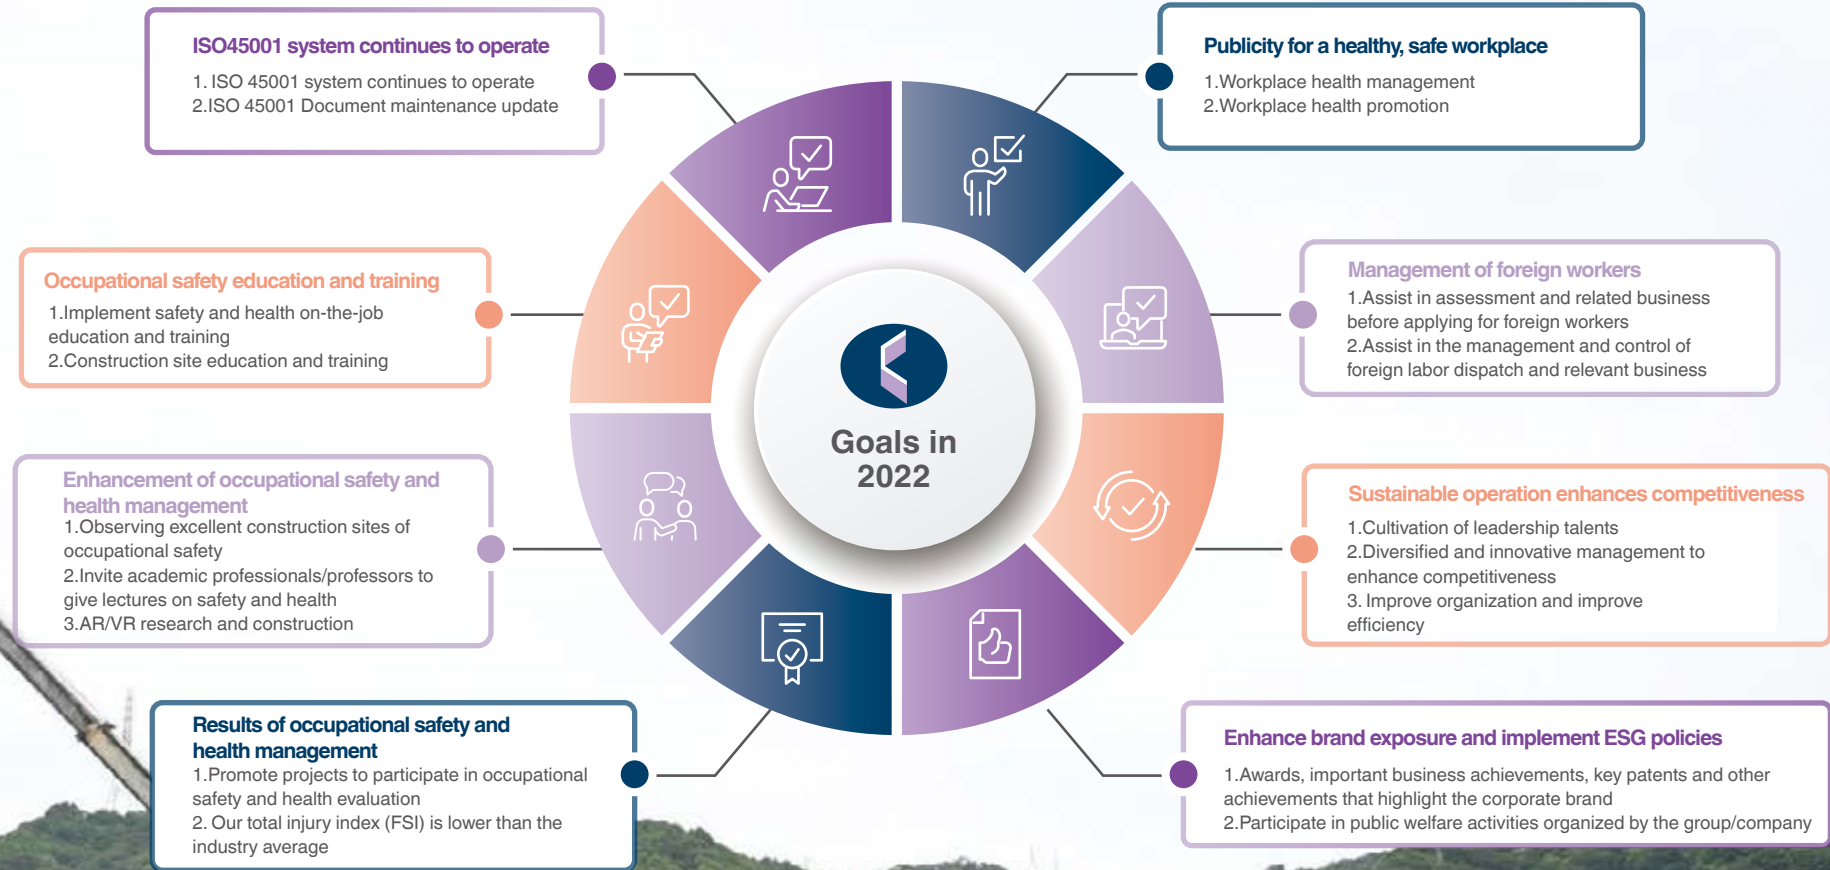 ISO45001 system continues to operate
1. ISO 45001 system continues to operate
2.ISO 45001 Document maintenance update
Publicity for a healthy, safe workplace
1.Workplace health management
2.Workplace health promotion
Occupational safety education and training
1.Implement safety and health on-the-job
education and training
2.Construction site education and training
Management of foreign workers
1.Assist in assessment and related business
before applying for foreign workers
2.Assist in the management and control of
foreign labor dispatch and relevant business
Goals in
2022
Enhancement of occupational safety and
health management
1.Observing excellent construction sites of
occupational safety
2.Invite academic professionals/professors to
give lectures on safety and health
3.AR/VR research and construction
Sustainable operation enhances competitiveness
1.Cultivation of leadership talents
2.Diversified and innovative management to
enhance competitiveness
3. Improve organization and improve
efficiency
Results of occupational safety and
health management
1.Promote projects to participate in occupational
safety and health evaluation
2. Our total injury index (FSI) is lower than the
industry average
Enhance brand exposure and implement ESG policies
1.Awards, important business achievements, key patents and other
achievements that highlight the corporate brand
2.Participate in public welfare activities organized by the group/company